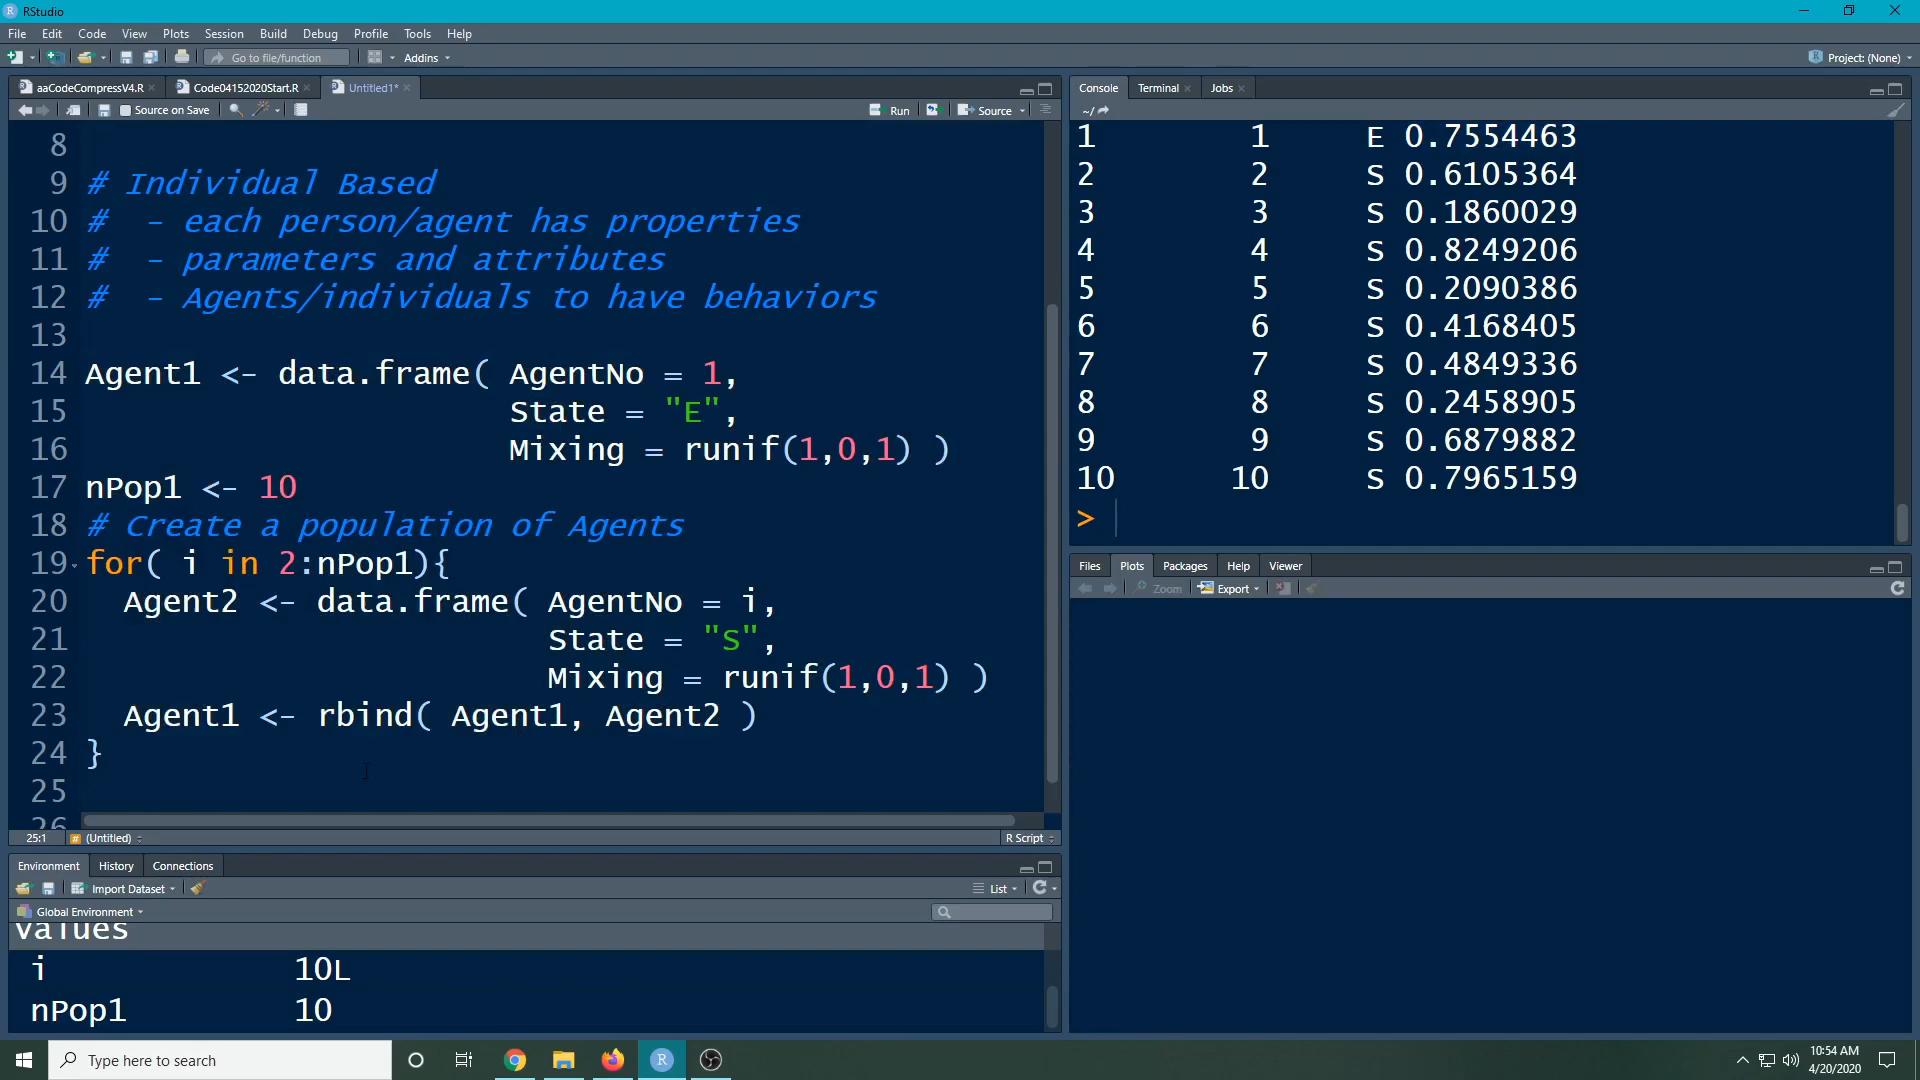 RStudio
File Edit Code View Plots Session Build Debug Profile Tools Help
Go to file/function Addins Project: (None)
aaCodeCompressV4.R Code04152020Start.R Untitled1*
Source on Save Run Source
8
9 # Individual Based
10 #  - each person/agent has properties
11 #  - parameters and attributes
12 #  - Agents/individuals to have behaviors
13
14 Agent1 <- data.frame( AgentNo = 1,
15 State = "E",
16 Mixing = runif(1,0,1) )
17 nPop1 <- 10
18 # Create a population of Agents
19 for( i in 2:nPop1){
20 Agent2 <- data.frame( AgentNo = i,
21 State = "S",
22 Mixing = runif(1,0,1) )
23 Agent1 <- rbind( Agent1, Agent2 )
24 }
25
26
25:1 # (Untitled) R Script
Environment History Connections
Import Dataset List
Global Environment
Values
i 10L
nPop1 10
Console Terminal Jobs
~/
1 1 E 0.7554463
2 2 S 0.6105364
3 3 S 0.1860029
4 4 S 0.8249206
5 5 S 0.2090386
6 6 S 0.4168405
7 7 S 0.4849336
8 8 S 0.2458905
9 9 S 0.6879882
10 10 S 0.7965159
>
Files Plots Packages Help Viewer
Zoom Export
Type here to search
R
10:54 AM
4/20/2020